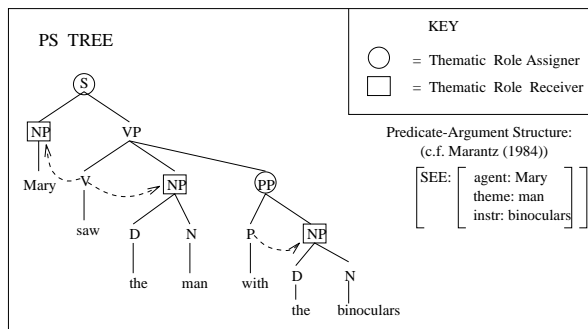 PS TREE
KEY
= Thematic Role Assigner
= Thematic Role Receiver
S
NP
VP
Predicate-Argument Structure:
(c.f. Marantz (1984))
Mary
V
NP
PP
SEE:
agent: Mary
theme: man
instr: binoculars
saw
D
N
P
NP
the
man
with
D
N
the
binoculars